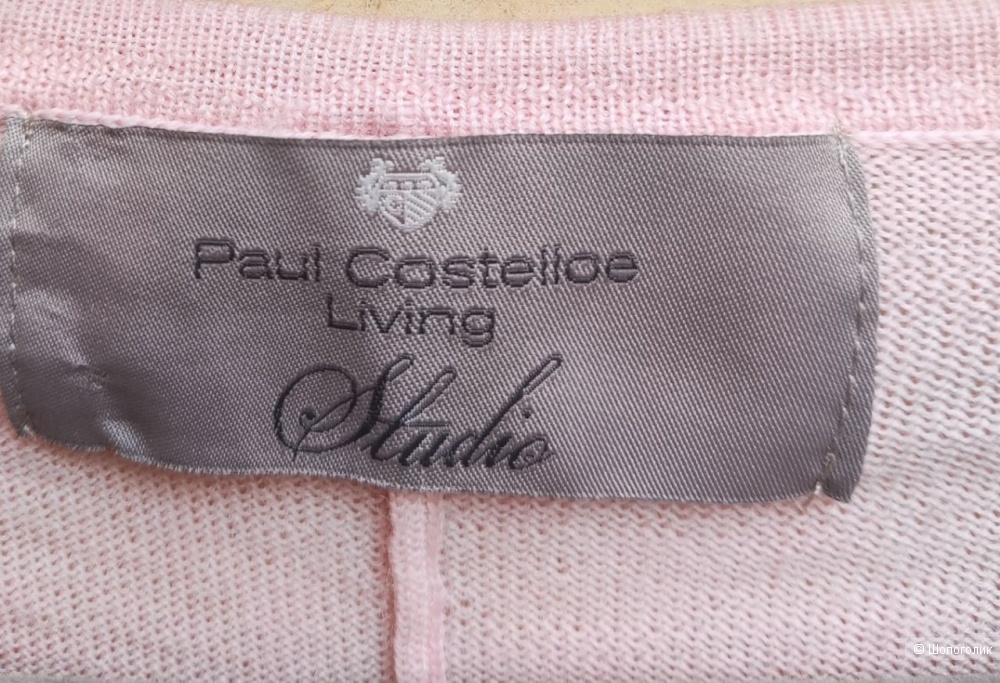 Paul Costelloe
Living
Studio
© Шопоголик